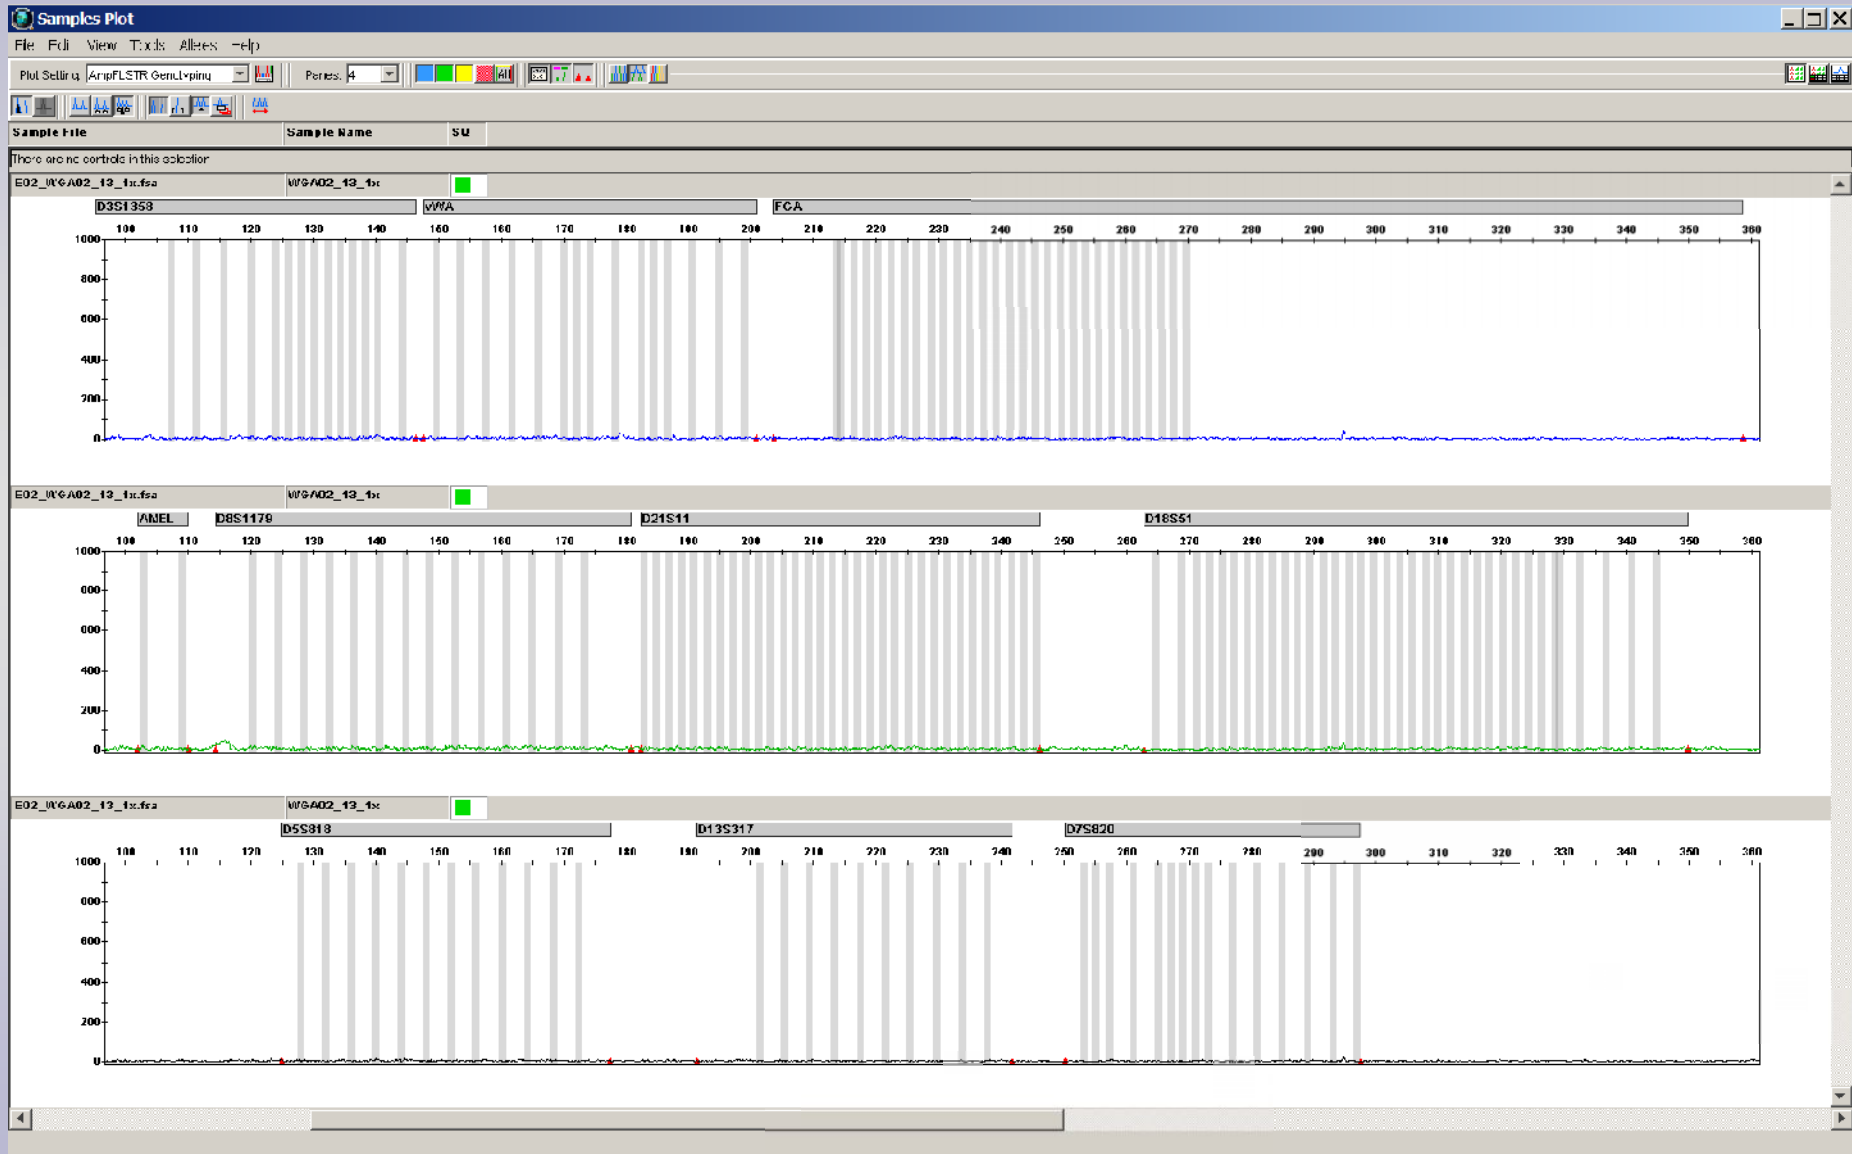 Samples Plot
File Edit View Tools Alleles Help
Plot Setting: AmpFLSTR Genotyping Panes: 4 All
Sample File Sample Name SQ
There are no controls in this selection
E02_WGA02_13_1x.fsa WGA02_13_1x
D3S1358 vWA FGA
100 110 120 130 140 150 160 170 180 190 200 210 220 230 240 250 260 270 280 290 300 310 320 330 340 350 360
1000
800
600
400
200
0
E02_WGA02_13_1x.fsa WGA02_13_1x
AMEL D8S1179 D21S11 D18S51
100 110 120 130 140 150 160 170 180 190 200 210 220 230 240 250 260 270 280 290 300 310 320 330 340 350 360
1000
800
600
400
200
0
E02_WGA02_13_1x.fsa WGA02_13_1x
D5S818 D13S317 D7S820
100 110 120 130 140 150 160 170 180 190 200 210 220 230 240 250 260 270 280 290 300 310 320 330 340 350 360
1000
800
600
400
200
0